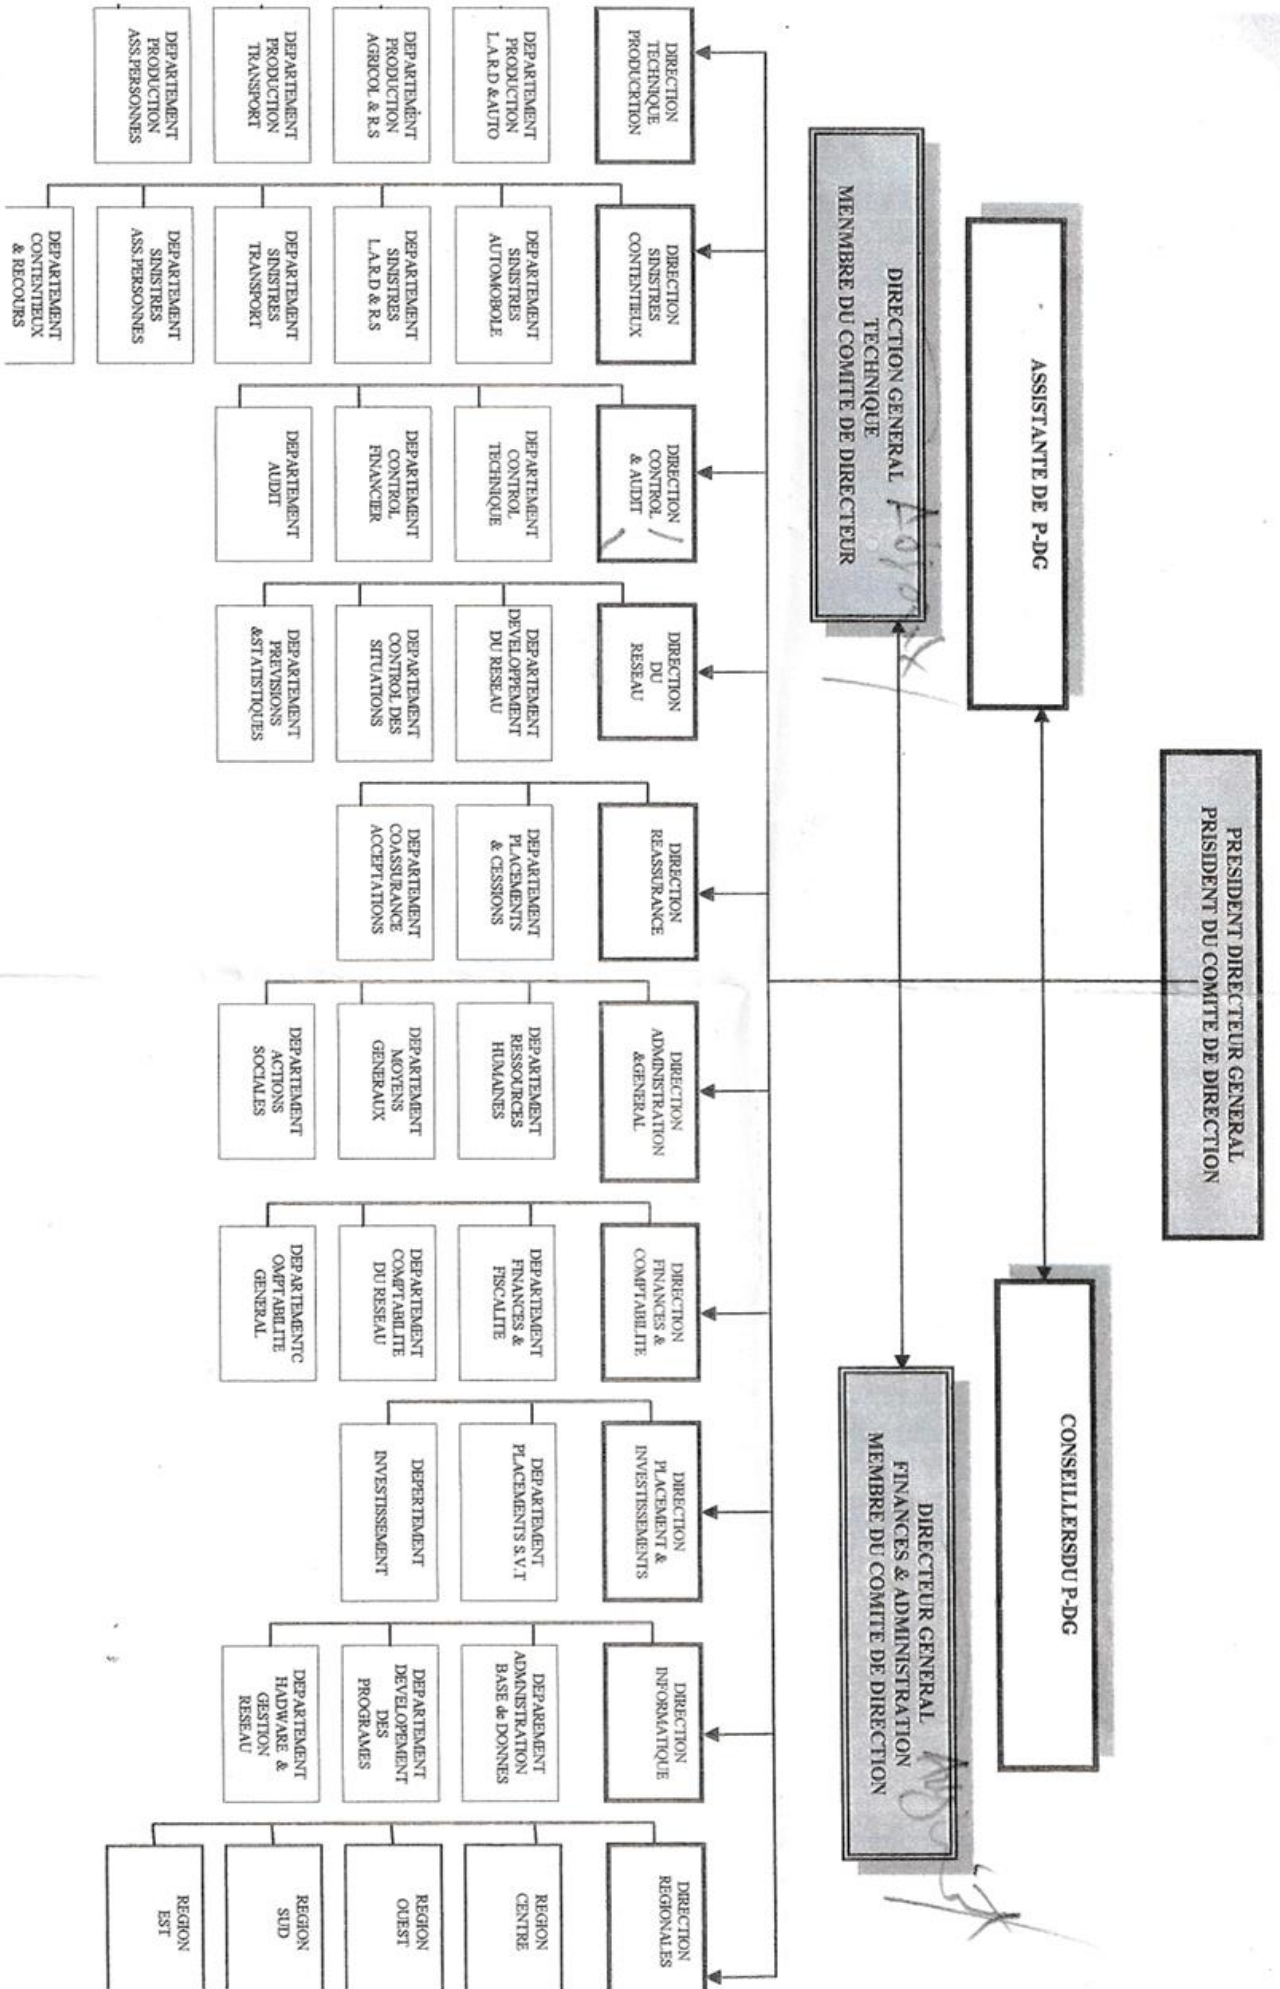 PRESIDENT DIRECTEUR GENERAL
PRISIDENT DU COMITE DE DIRECTION
ASSISTANTE DE P-DG
CONSEILLERSDU P-DG
DIRECTION GENERAL
TECHNIQUE
MENMBRE DU COMITE DE DIRECTEUR
DIRECTEUR GENERAL
FINANCES & ADMINISTRATION
MEMBRE DU COMITE DE DIRECTION
DIRECTION
TECHNIQUE
PRODUCRTION
DEPARTEMENT
PRODUCTION
L.A.R.D &AUTO
DEPARTEMENT
PRODUCTION
AGRICOL & R.S
DEPARTEMENT
PRODUCTION
TRANSPORT
DEPARTEMENT
PRODUCTION
ASS.PERSONNES
DIRECTION
SINISTRES
CONTENTIEUX
DEPARTEMENT
SINISTRES
AUTOMOBOLE
DEPARTEMENT
SINISTRES
L.A.R.D & R.S
DEPARTEMENT
SINISTRES
TRANSPORT
DEPARTEMENT
SINISTRES
ASS.PERSONNES
DEPARTEMENT
CONTENTIEUX
& RECOURS
DIRECTION
CONTROL
& AUDIT
DEPARTEMENT
CONTROL
TECHNIQUE
DEPARTEMENT
CONTROL
FINANCIER
DEPARTEMENT
AUDIT
DIRECTION
DU
RESEAU
DEPARTEMENT
DEVELOPPEMENT
DU RESEAU
DEPARTEMENT
CONTROL DES
SITUATIONS
DEPARTEMENT
PREVISIONS
&STATISTIQUES
DIRECTION
REASSURANCE
DEPARTEMENT
PLACEMENTS
& CESSIONS
DEPARTEMENT
COASSURANCE
ACCEPTATIONS
DIRECTION
ADMINISTRATION
&GENERAL
DEPARTEMENT
RESSOURCES
HUMAINES
DEPARTEMENT
MOYENS
GENERAUX
DEPARTEMENT
ACTIONS
SOCIALES
DIRECTION
FINANCES &
COMPTABILITE
DEPARTEMENT
FINANCES &
FISCALITE
DEPARTEMENT
COMPTABILITE
DU RESEAU
DEPARTEMENTC
OMPTABILITE
GENERAL
DIRECTION
PLACEMENT &
INVESTISSEMENTS
DEPARTEMENT
PLACEMENTS S.V.T
DEPERTEMENT
INVESTISSEMENT
DIRECTION
INFORMATIQUE
DEPAREMENT
ADMNISTRATION
BASE de DONNES
DEPARTEMENT
DEVELOPEMENT
DES
PROGRAMES
DEPARTEMENT
HADWARE &
GESTION
RESEAU
DIRECTION
REGIONALES
REGION
CENTRE
REGION
OUEST
REGION
SUD
REGION
EST